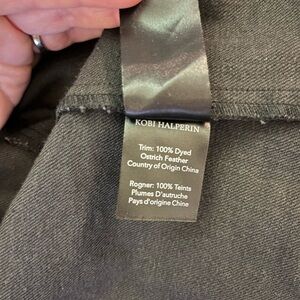 KOBI HALPERIN
Trim: 100% Dyed
Ostrich Feather
Country of Origin China
Rogner: 100% Teints
Plumes D'autruche
Pays d'origine Chine